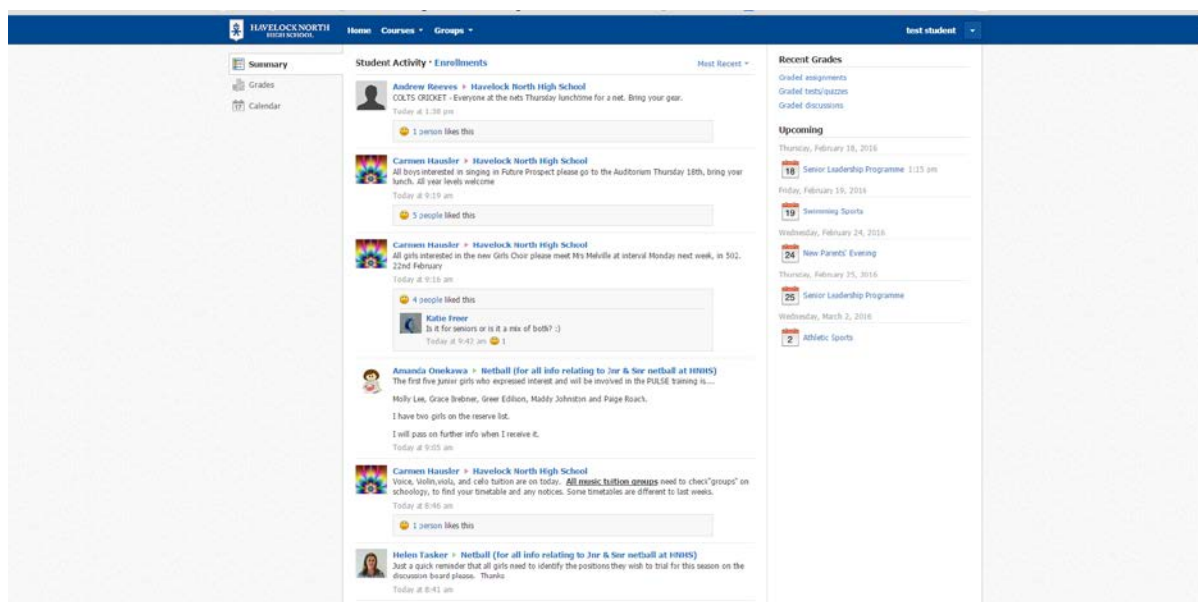 HAVELOCK NORTH
HIGH SCHOOL
Home Courses Groups
test student
Summary
Grades
17 Calendar
Student Activity · Enrollments
Most Recent
Andrew Reeves ▸ Havelock North High School
COLTS CRICKET - Everyone at the nets Thursday lunchtime for a net. Bring your gear.
Today at 1:38 pm
1 person likes this
Carmen Hausler ▸ Havelock North High School
All boys interested in singing in Future Prospect please go to the Auditorium Thursday 18th, bring your
lunch. All year levels welcome
Today at 9:19 am
5 people liked this
Carmen Hausler ▸ Havelock North High School
All girls interested in the new Girls Choir please meet Mrs Melville at interval Monday next week, in 502.
22nd February
Today at 9:16 am
4 people liked this
Katie Freer
Is it for seniors or is it a mix of both? :)
Today at 9:42 am 1
Amanda Onekawa ▸ Netball (for all info relating to Jnr & Snr netball at HNHS)
The first five junior girls who expressed interest and will be involved in the PULSE training is....
Molly Lee, Grace Brebner, Greer Edilson, Maddy Johnston and Paige Roach.
I have two girls on the reserve list.
I will pass on further info when I receive it.
Today at 9:05 am
Carmen Hausler ▸ Havelock North High School
Voice, Violin,viola, and cello tuition are on today. All music tuition groups need to check"groups" on
schoology, to find your timetable and any notices. Some timetables are different to last weeks.
Today at 8:46 am
1 person likes this
Helen Tasker ▸ Netball (for all info relating to Jnr & Snr netball at HNHS)
Just a quick reminder that all girls need to identify the positions they wish to trial for this season on the
discussion board please. Thanks
Today at 8:41 am
Recent Grades
Graded assignments
Graded tests/quizzes
Graded discussions
Upcoming
Thursday, February 18, 2016
18 Senior Leadership Programme 1:15 pm
Friday, February 19, 2016
19 Swimming Sports
Wednesday, February 24, 2016
24 New Parents' Evening
Thursday, February 25, 2016
25 Senior Leadership Programme
Wednesday, March 2, 2016
2 Athletic Sports